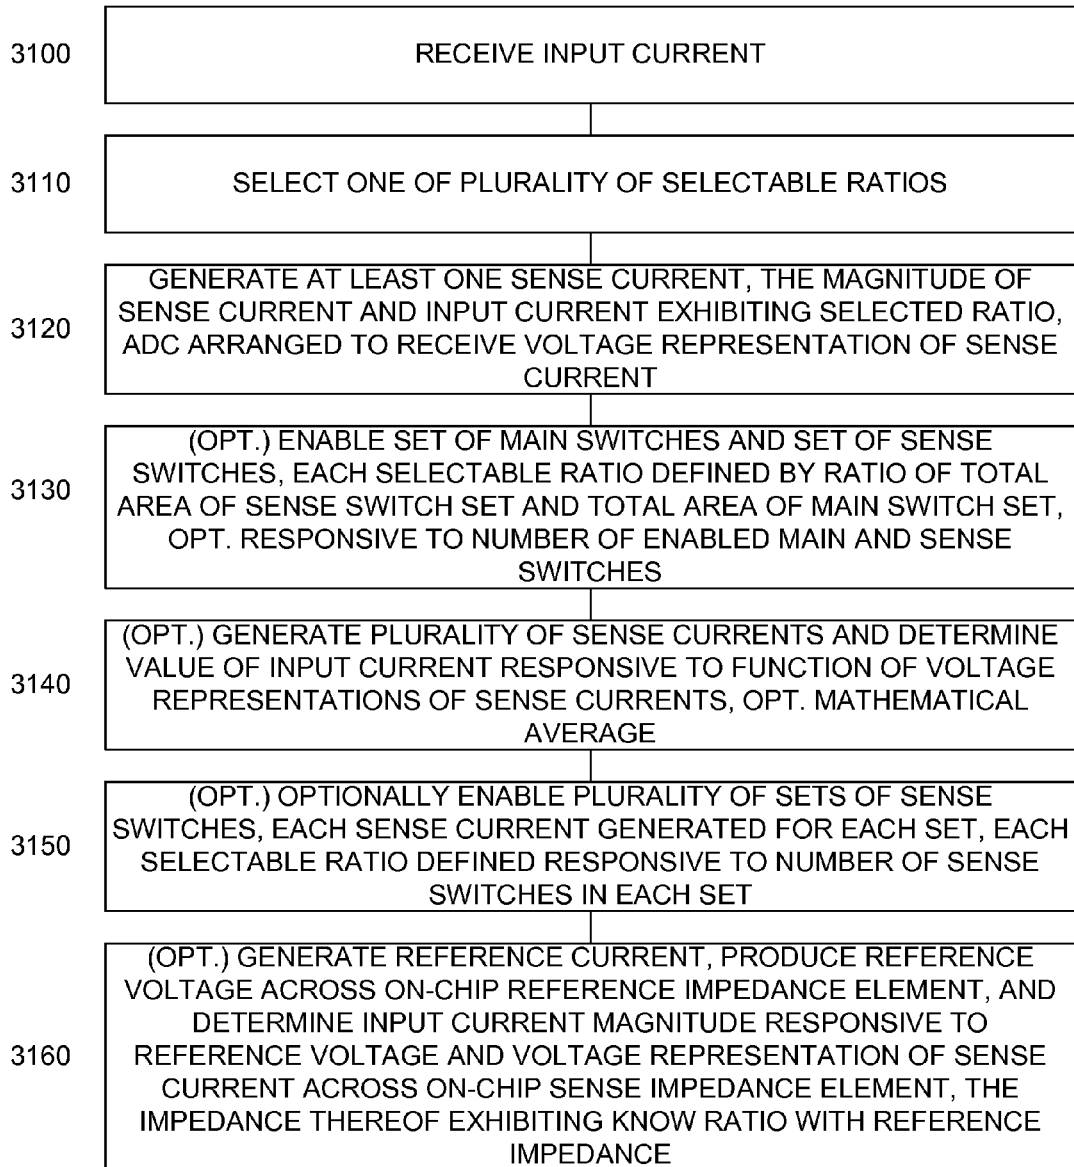 3100
RECEIVE INPUT CURRENT
3110
SELECT ONE OF PLURALITY OF SELECTABLE RATIOS
3120
GENERATE AT LEAST ONE SENSE CURRENT, THE MAGNITUDE OF
SENSE CURRENT AND INPUT CURRENT EXHIBITING SELECTED RATIO,
ADC ARRANGED TO RECEIVE VOLTAGE REPRESENTATION OF SENSE
CURRENT
3130
(OPT.) ENABLE SET OF MAIN SWITCHES AND SET OF SENSE
SWITCHES, EACH SELECTABLE RATIO DEFINED BY RATIO OF TOTAL
AREA OF SENSE SWITCH SET AND TOTAL AREA OF MAIN SWITCH SET,
OPT. RESPONSIVE TO NUMBER OF ENABLED MAIN AND SENSE
SWITCHES
3140
(OPT.) GENERATE PLURALITY OF SENSE CURRENTS AND DETERMINE
VALUE OF INPUT CURRENT RESPONSIVE TO FUNCTION OF VOLTAGE
REPRESENTATIONS OF SENSE CURRENTS, OPT. MATHEMATICAL
AVERAGE
3150
(OPT.) OPTIONALLY ENABLE PLURALITY OF SETS OF SENSE
SWITCHES, EACH SENSE CURRENT GENERATED FOR EACH SET, EACH
SELECTABLE RATIO DEFINED RESPONSIVE TO NUMBER OF SENSE
SWITCHES IN EACH SET
3160
(OPT.) GENERATE REFERENCE CURRENT, PRODUCE REFERENCE
VOLTAGE ACROSS ON-CHIP REFERENCE IMPEDANCE ELEMENT, AND
DETERMINE INPUT CURRENT MAGNITUDE RESPONSIVE TO
REFERENCE VOLTAGE AND VOLTAGE REPRESENTATION OF SENSE
CURRENT ACROSS ON-CHIP SENSE IMPEDANCE ELEMENT, THE
IMPEDANCE THEREOF EXHIBITING KNOW RATIO WITH REFERENCE
IMPEDANCE